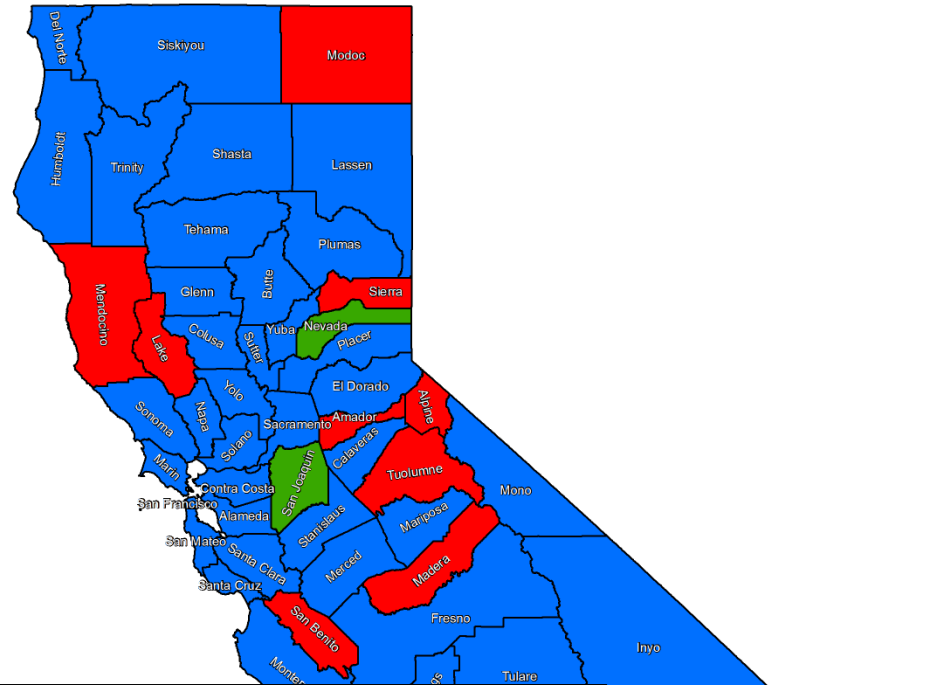 Del Norte
Siskiyou
Modoc
Humboldt
Trinity
Shasta
Lassen
Tehama
Plumas
Mendocino
Glenn
Butte
Sierra
Lake
Colusa
Sutter
Yuba
Nevada
Placer
El Dorado
Yolo
Napa
Sonoma
Solano
Sacramento
Amador
Alpine
Calaveras
Marin
Contra Costa
San Joaquin
Tuolumne
Mono
San Francisco
Alameda
Stanislaus
Mariposa
San Mateo
Santa Clara
Merced
Madera
Santa Cruz
San Benito
Fresno
Inyo
Monter
gs
Tulare